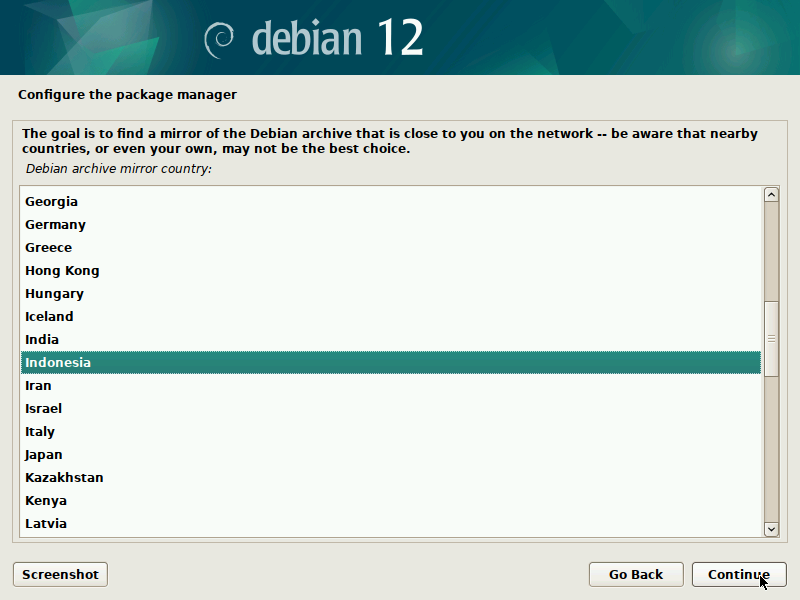 debian 12
Configure the package manager
The goal is to find a mirror of the Debian archive that is close to you on the network -- be aware that nearby
countries, or even your own, may not be the best choice.
Debian archive mirror country:
Georgia
Germany
Greece
Hong Kong
Hungary
Iceland
India
Indonesia
Iran
Israel
Italy
Japan
Kazakhstan
Kenya
Latvia
Screenshot
Go Back
Continue